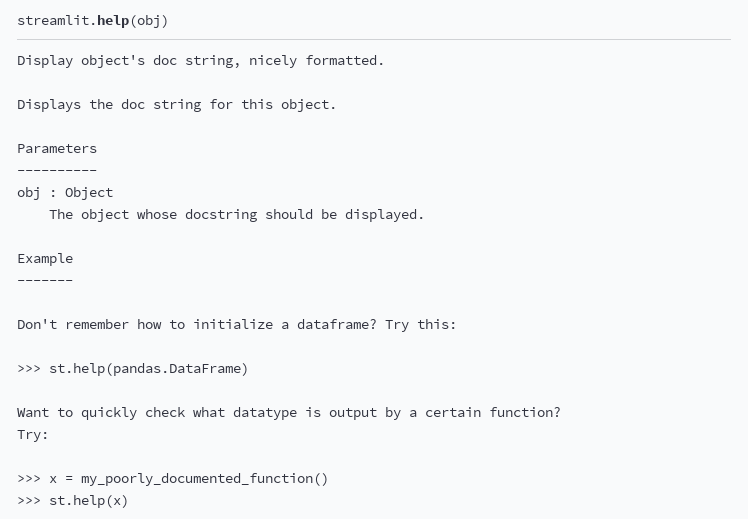 streamlit.help(obj)
Display object's doc string, nicely formatted.
Displays the doc string for this object.
Parameters
----------
obj : Object
    The object whose docstring should be displayed.
Example
-------
Don't remember how to initialize a dataframe? Try this:
>>> st.help(pandas.DataFrame)
Want to quickly check what datatype is output by a certain function?
Try:
>>> x = my_poorly_documented_function()
>>> st.help(x)